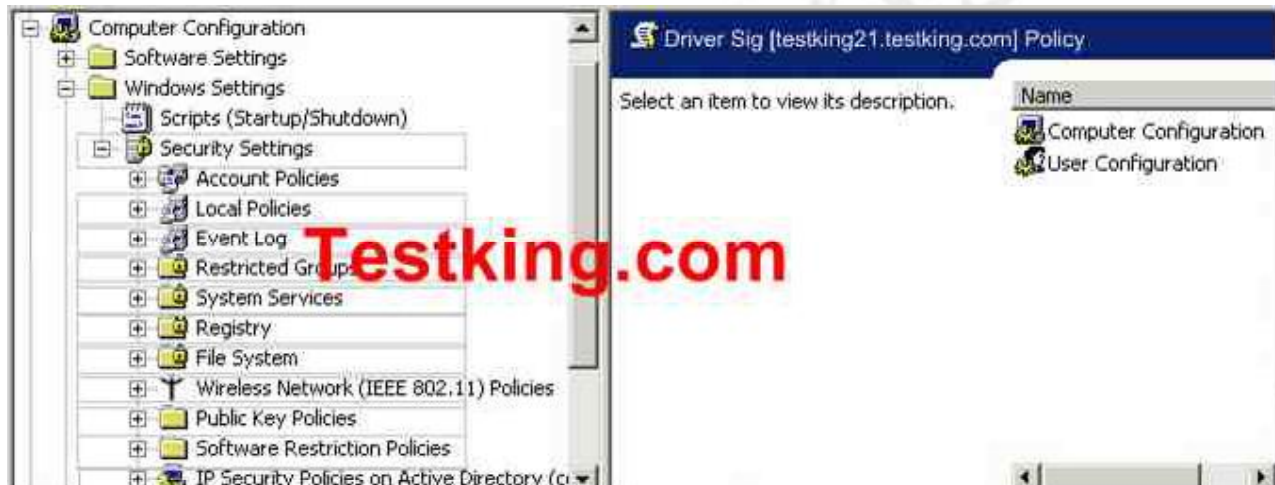 Computer Configuration
Software Settings
Windows Settings
Scripts (Startup/Shutdown)
Security Settings
Account Policies
Local Policies
Event Log
Restricted Groups
System Services
Registry
File System
Wireless Network (IEEE 802.11) Policies
Public Key Policies
Software Restriction Policies
IP Security Policies on Active Directory (c
Driver Sig [testking21.testking.com] Policy
Select an item to view its description.
Name
Computer Configuration
User Configuration
Testking.com